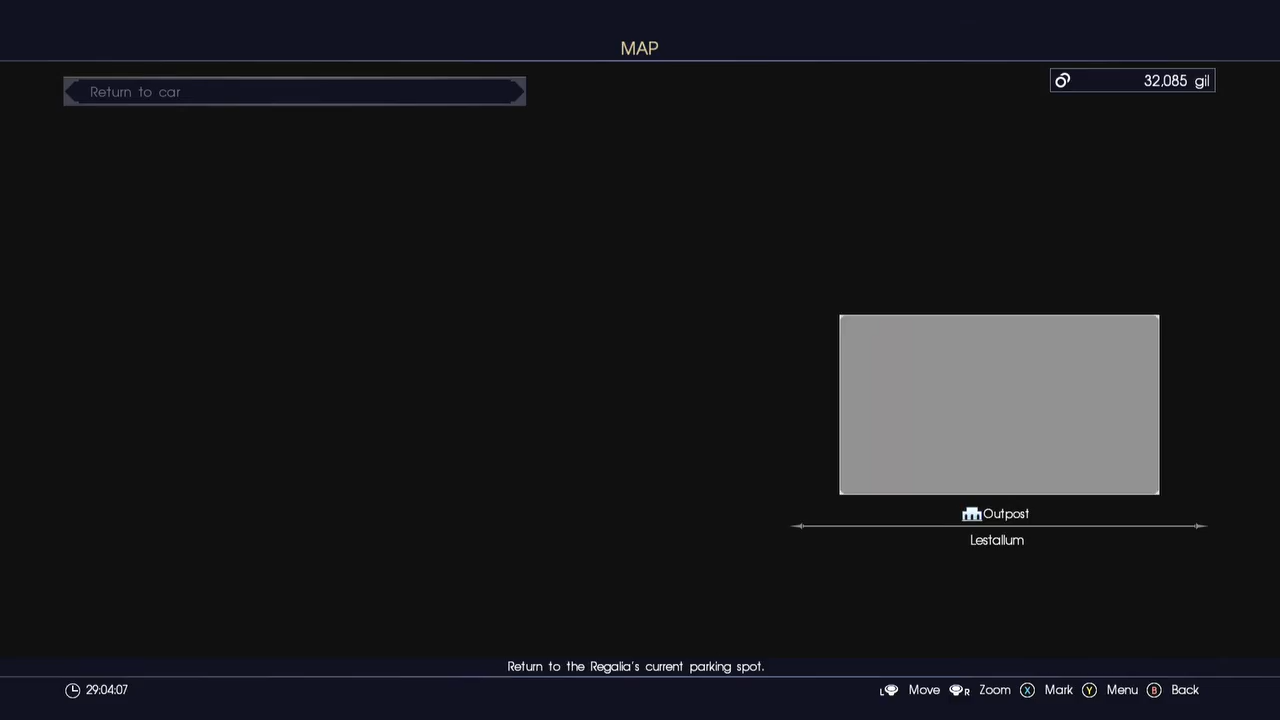 MAP
Return to car
32,085 gil
Outpost
Lestallum
Return to the Regalia's current parking spot.
29:04:07
L Move R Zoom X Mark Y Menu B Back